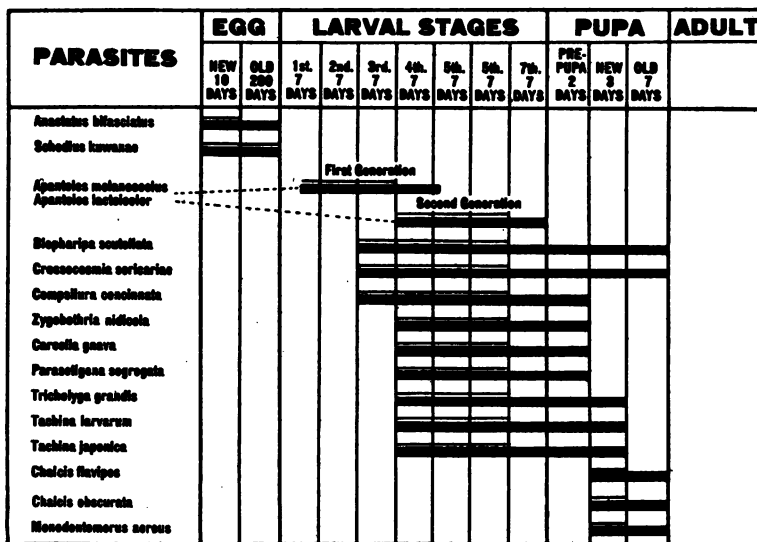 EGG LARVAL STAGES PUPA ADULT
PARASITES
NEW 10 DAYS
OLD 200 DAYS
1st. 7 DAYS
2nd. 7 DAYS
3rd. 7 DAYS
4th. 7 DAYS
5th. 7 DAYS
6th. 7 DAYS
7th. 7 DAYS
PRE-PUPA 2 DAYS
NEW 3 DAYS
OLD 7 DAYS
Anastatus bifasciatus
Schedius kuwanae
First Generation
Apanteles melanoscelus
Apanteles lacteicolor
Second Generation
Blepharipa scutellata
Crossocosmia sericariae
Compsilura concinnata
Zygobothria nidicola
Carcelia gnava
Parasetigena segregata
Tricholyga grandis
Tachina larvarum
Tachina japonica
Chalcis flavipes
Chalcis obscurata
Monodontomerus aereus